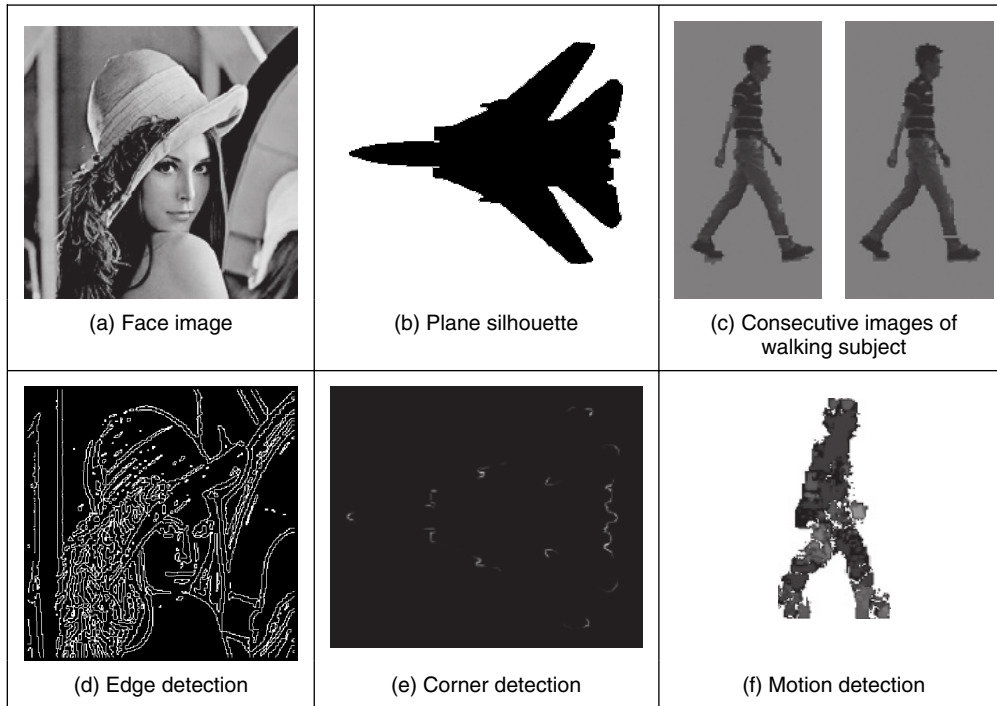 (a) Face image
(b) Plane silhouette
(c) Consecutive images of
walking subject
(d) Edge detection
(e) Corner detection
(f) Motion detection